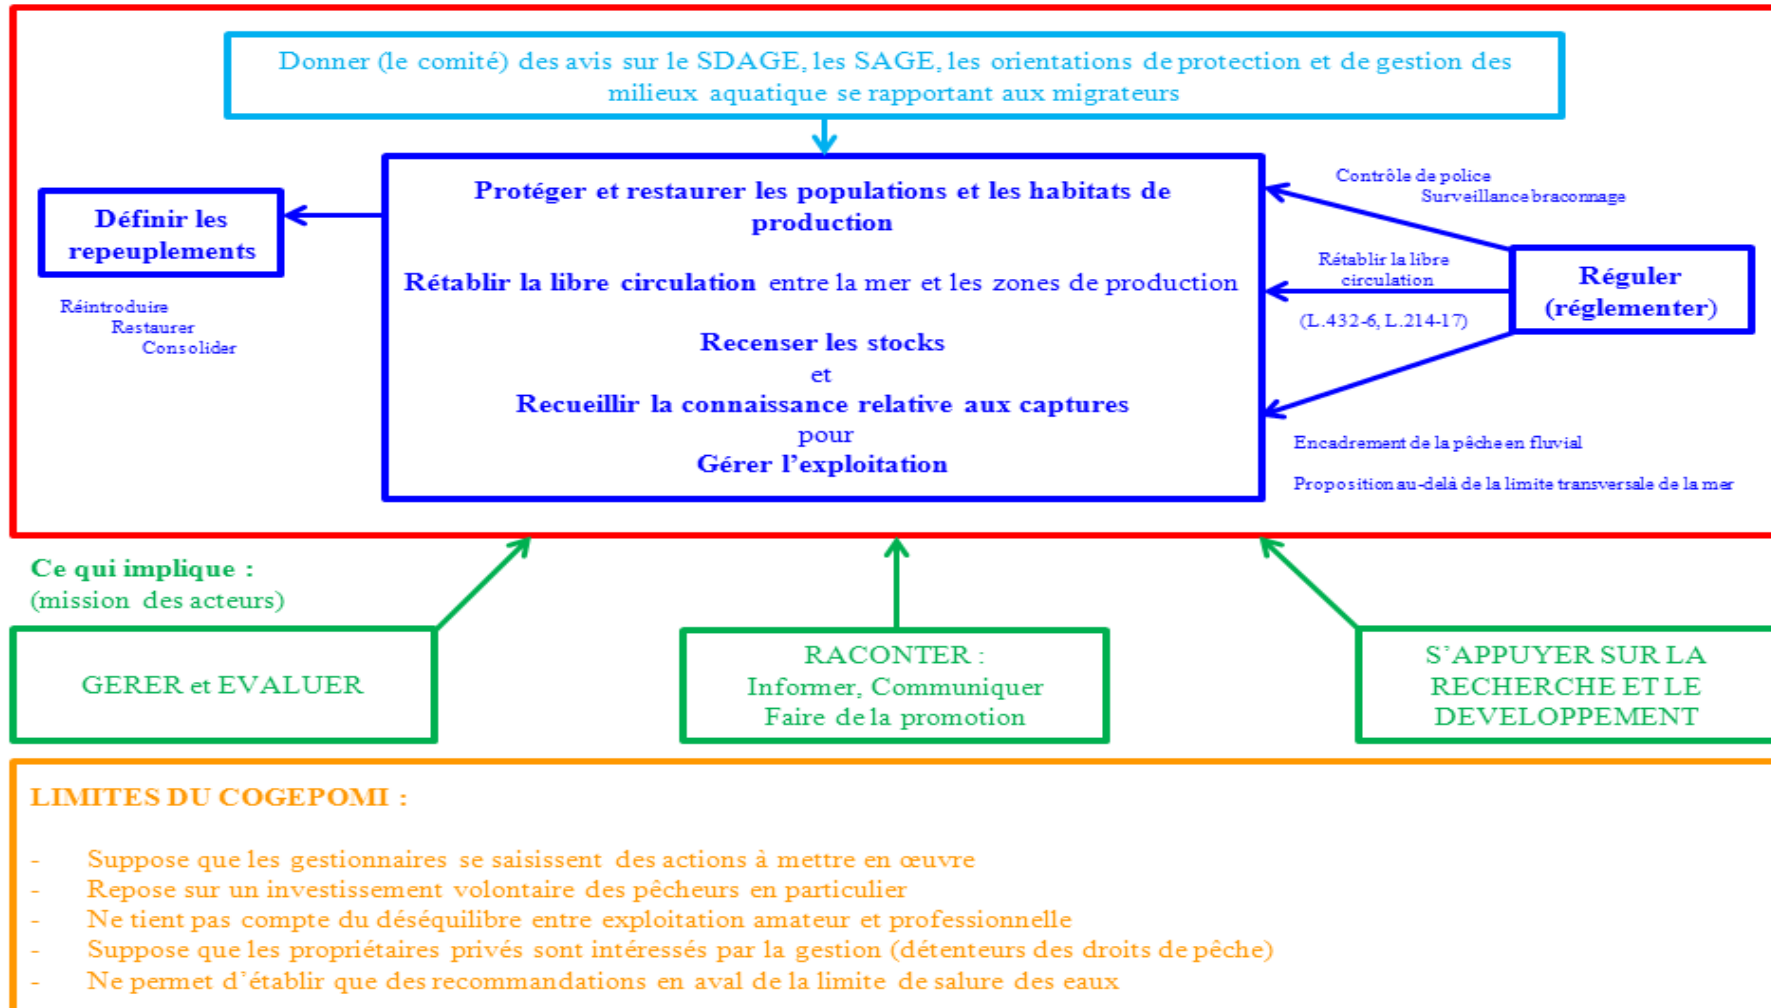 Donner (le comité) des avis sur le SDAGE, les SAGE, les orientations de protection et de gestion des
milieux aquatique se rapportant aux migrateurs
Définir les
repeuplements
Réintroduire
Restaurer
Consolider
Protéger et restaurer les populations et les habitats de
production
Rétablir la libre circulation entre la mer et les zones de production
Recenser les stocks
et
Recueillir la connaissance relative aux captures
pour
Gérer l'exploitation
Contrôle de police
Surveillance braconnage
Rétablir la libre
circulation
(L.432-6, L.214-17)
Réguler
(réglementer)
Encadrement de la pêche en fluvial
Proposition au-delà de la limite transversale de la mer
Ce qui implique :
(mission des acteurs)
GERER et EVALUER
RACONTER :
Informer, Communiquer
Faire de la promotion
S'APPUYER SUR LA
RECHERCHE ET LE
DEVELOPPEMENT
LIMITES DU COGEPOMI :
- Suppose que les gestionnaires se saisissent des actions à mettre en œuvre
- Repose sur un investissement volontaire des pêcheurs en particulier
- Ne tient pas compte du déséquilibre entre exploitation amateur et professionnelle
- Suppose que les propriétaires privés sont intéressés par la gestion (détenteurs des droits de pêche)
- Ne permet d'établir que des recommandations en aval de la limite de salure des eaux